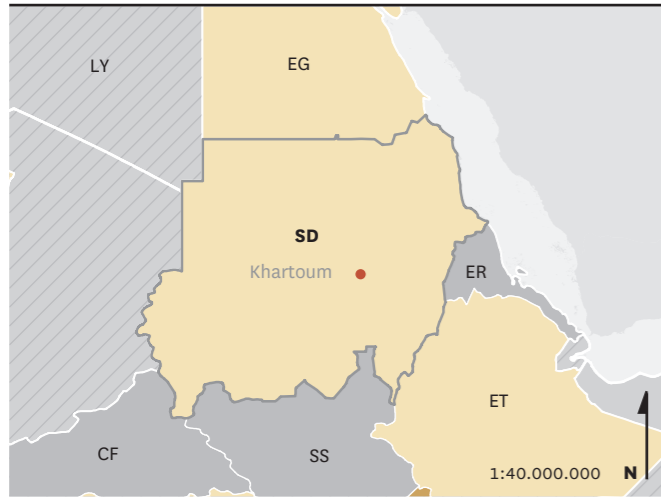 LY
EG
SD
Khartoum
ER
ET
CF
SS
1:40.000.000 N